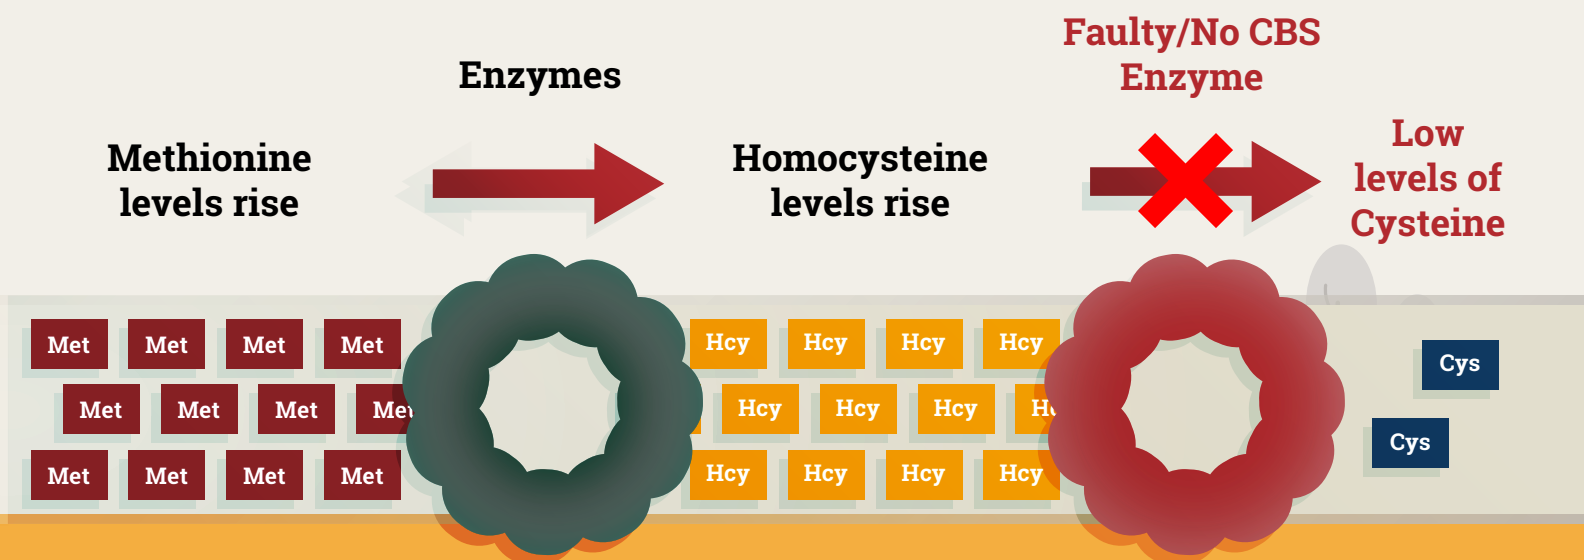 Faulty/No CBS
Enzyme
Enzymes
Methionine
levels rise
Homocysteine
levels rise
Low
levels of
Cysteine
Met Met Met Met
Met Met Met Met
Met Met Met Met
Hcy Hcy Hcy Hcy
Hcy Hcy Hcy
Hcy Hcy Hcy Hcy
Cys
Cys